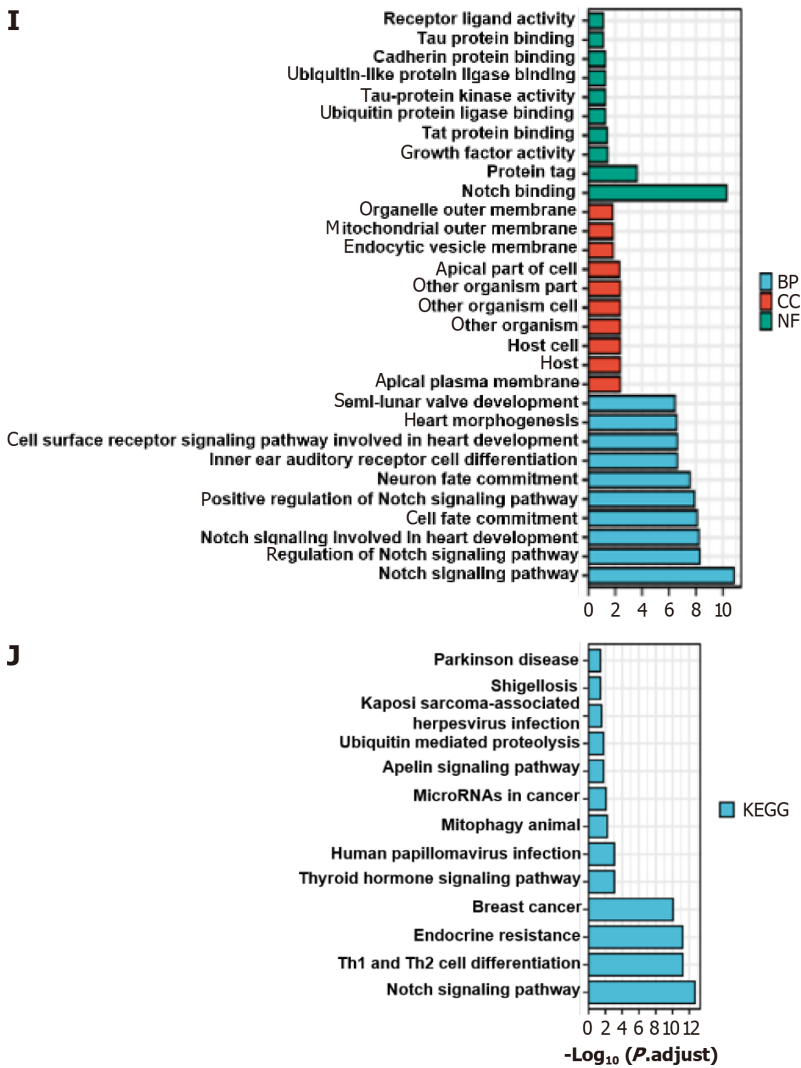 I
Receptor ligand activity
Tau protein binding
Cadherin protein binding
Ubiquitin-like protein ligase binding
Tau-protein kinase activity
Ubiquitin protein ligase binding
Tat protein binding
Growth factor activity
Protein tag
Notch binding
Organelle outer membrane
Mitochondrial outer membrane
Endocytic vesicle membrane
Apical part of cell
Other organism part
Other organism cell
Other organism
Host cell
Host
Apical plasma membrane
Semi-lunar valve development
Heart morphogenesis
Cell surface receptor signaling pathway involved in heart development
Inner ear auditory receptor cell differentiation
Neuron fate commitment
Positive regulation of Notch signaling pathway
Cell fate commitment
Notch signaling involved in heart development
Regulation of Notch signaling pathway
Notch signaling pathway
0 2 4 6 8 10
BP
CC
NF
J
Parkinson disease
Shigellosis
Kaposi sarcoma-associated
herpesvirus infection
Ubiquitin mediated proteolysis
Apelin signaling pathway
MicroRNAs in cancer
Mitophagy animal
Human papillomavirus infection
Thyroid hormone signaling pathway
Breast cancer
Endocrine resistance
Th1 and Th2 cell differentiation
Notch signaling pathway
0 2 4 6 8 10 12
-Log₁₀ (P.adjust)
KEGG